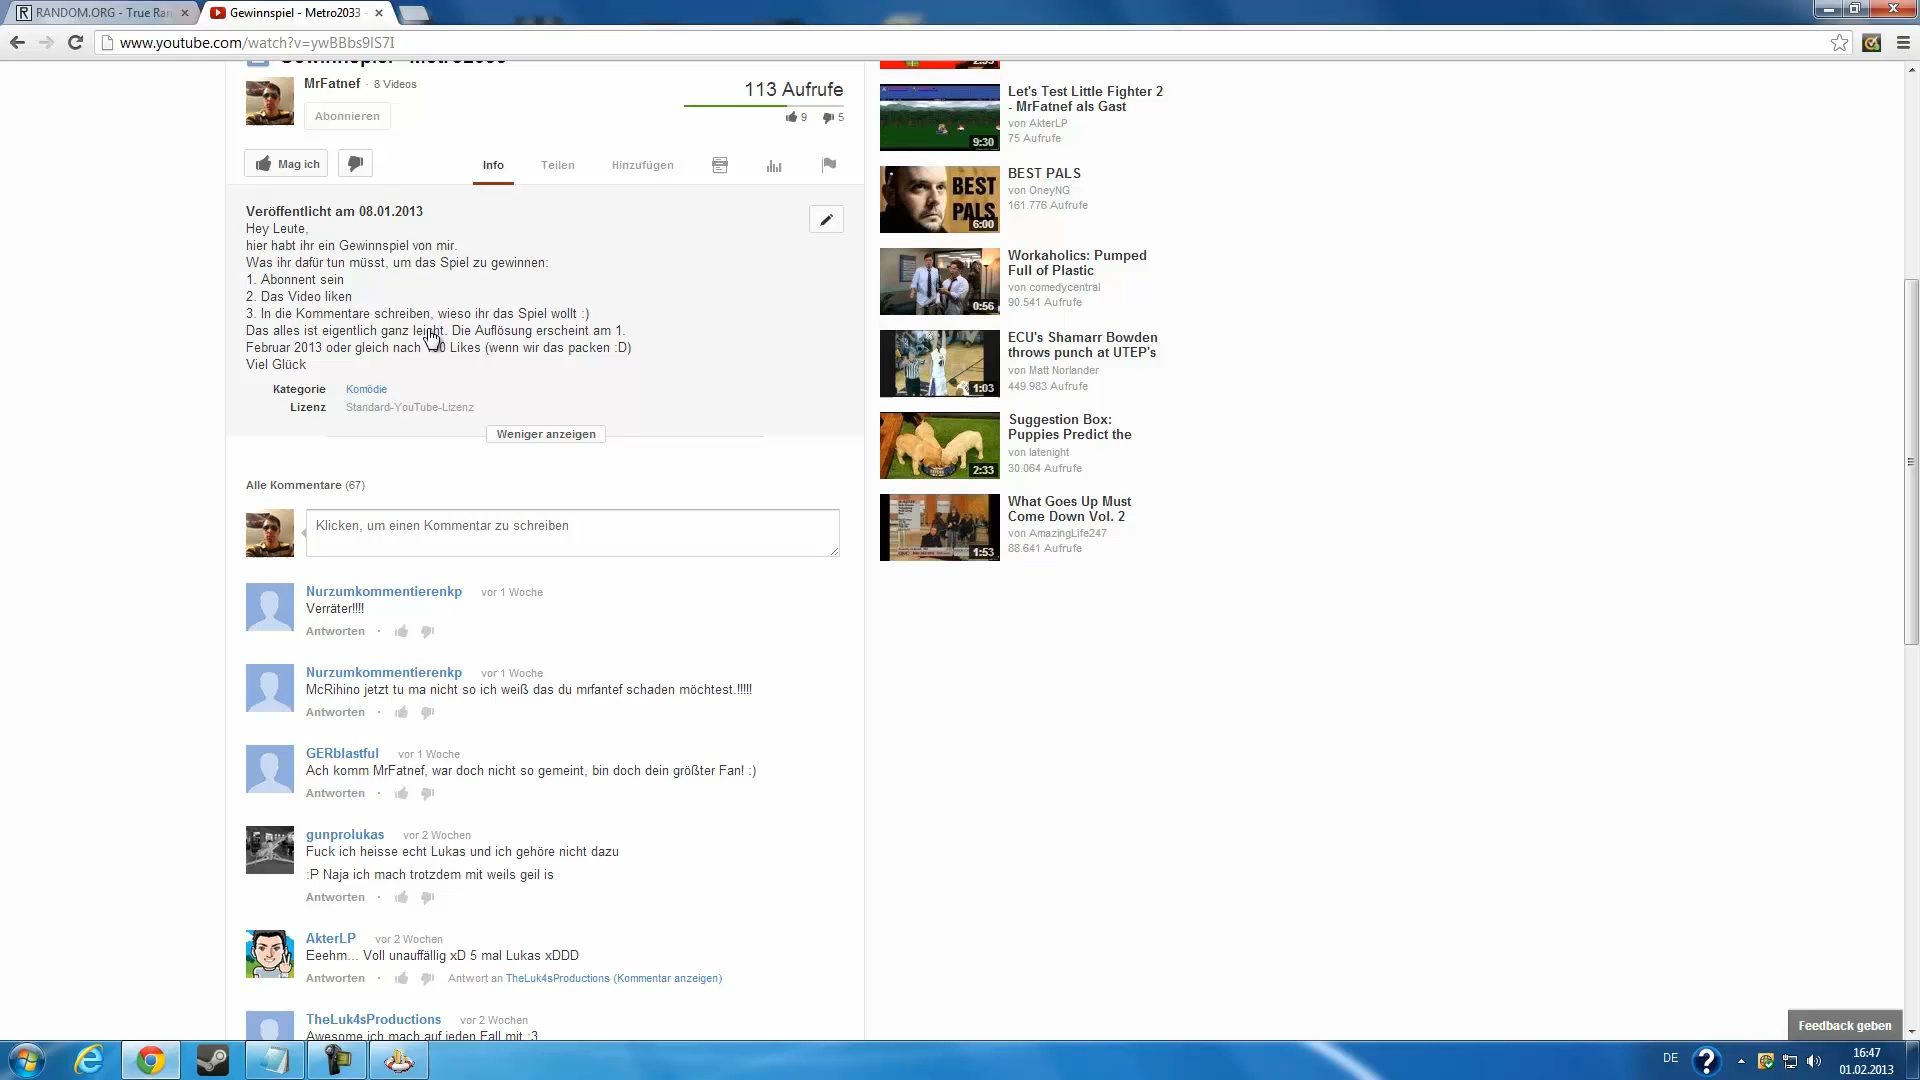 RANDOM.ORG - True Ran
Gewinnspiel - Metro2033
www.youtube.com/watch?v=ywBBbs9IS7I
Gewinnspiel - Metro2033
MrFatnef · 8 Videos
113 Aufrufe
Abonnieren
9 5
Mag ich
Info
Teilen
Hinzufügen
Veröffentlicht am 08.01.2013
Hey Leute,
hier habt ihr ein Gewinnspiel von mir.
Was ihr dafür tun müsst, um das Spiel zu gewinnen:
1. Abonnent sein
2. Das Video liken
3. In die Kommentare schreiben, wieso ihr das Spiel wollt :)
Das alles ist eigentlich ganz leicht. Die Auflösung erscheint am 1.
Februar 2013 oder gleich nach Likes (wenn wir das packen :D)
Viel Glück
Kategorie Komödie
Lizenz Standard-YouTube-Lizenz
Weniger anzeigen
Alle Kommentare (67)
Klicken, um einen Kommentar zu schreiben
Nurzumkommentierenkp vor 1 Woche
Verräter!!!!
Antworten ·
Nurzumkommentierenkp vor 1 Woche
McRihino jetzt tu ma nicht so ich weiß das du mrfantef schaden möchtest.!!!!!
Antworten ·
GERblastful vor 1 Woche
Ach komm MrFatnef, war doch nicht so gemeint, bin doch dein größter Fan! :)
Antworten ·
gunprolukas vor 2 Wochen
Fuck ich heisse echt Lukas und ich gehöre nicht dazu
:P Naja ich mach trotzdem mit weils geil is
Antworten ·
AkterLP vor 2 Wochen
Eeehm... Voll unauffällig xD 5 mal Lukas xDDD
Antworten · Antwort an TheLuk4sProductions (Kommentar anzeigen)
TheLuk4sProductions vor 2 Wochen
Awesome ich mach auf jeden Fall mit :3
Let's Test Little Fighter 2
- MrFatnef als Gast
von AkterLP
75 Aufrufe
9:30
BEST PALS
von OneyNG
161.776 Aufrufe
BEST
PALS
6:00
Workaholics: Pumped
Full of Plastic
von comedycentral
90.541 Aufrufe
0:56
ECU's Shamarr Bowden
throws punch at UTEP's
von Matt Norlander
449.983 Aufrufe
1:03
Suggestion Box:
Puppies Predict the
von latenight
30.064 Aufrufe
2:33
What Goes Up Must
Come Down Vol. 2
von AmazingLife247
88.641 Aufrufe
1:53
Feedback geben
DE
16:47
01.02.2013